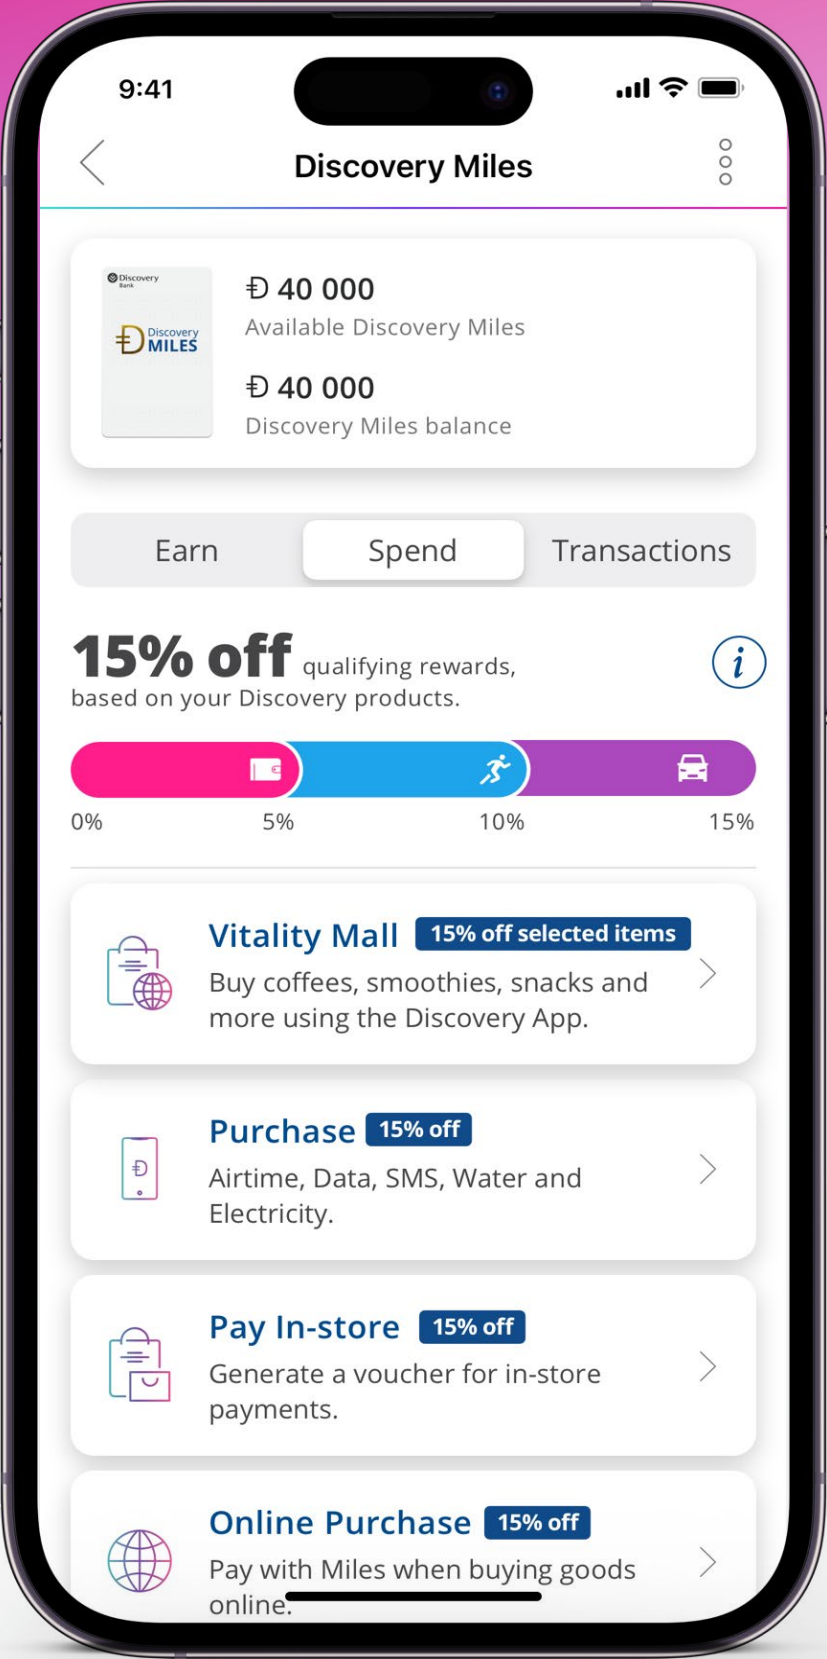 9:41
Discovery Miles
Discovery
Bank
Discovery
MILES
Đ 40 000
Available Discovery Miles
Đ 40 000
Discovery Miles balance
Earn Spend Transactions
15% off qualifying rewards,
based on your Discovery products.
0% 5% 10% 15%
Vitality Mall 15% off selected items
Buy coffees, smoothies, snacks and
more using the Discovery App.
Purchase 15% off
Airtime, Data, SMS, Water and
Electricity.
Pay In-store 15% off
Generate a voucher for in-store
payments.
Online Purchase 15% off
Pay with Miles when buying goods
online.